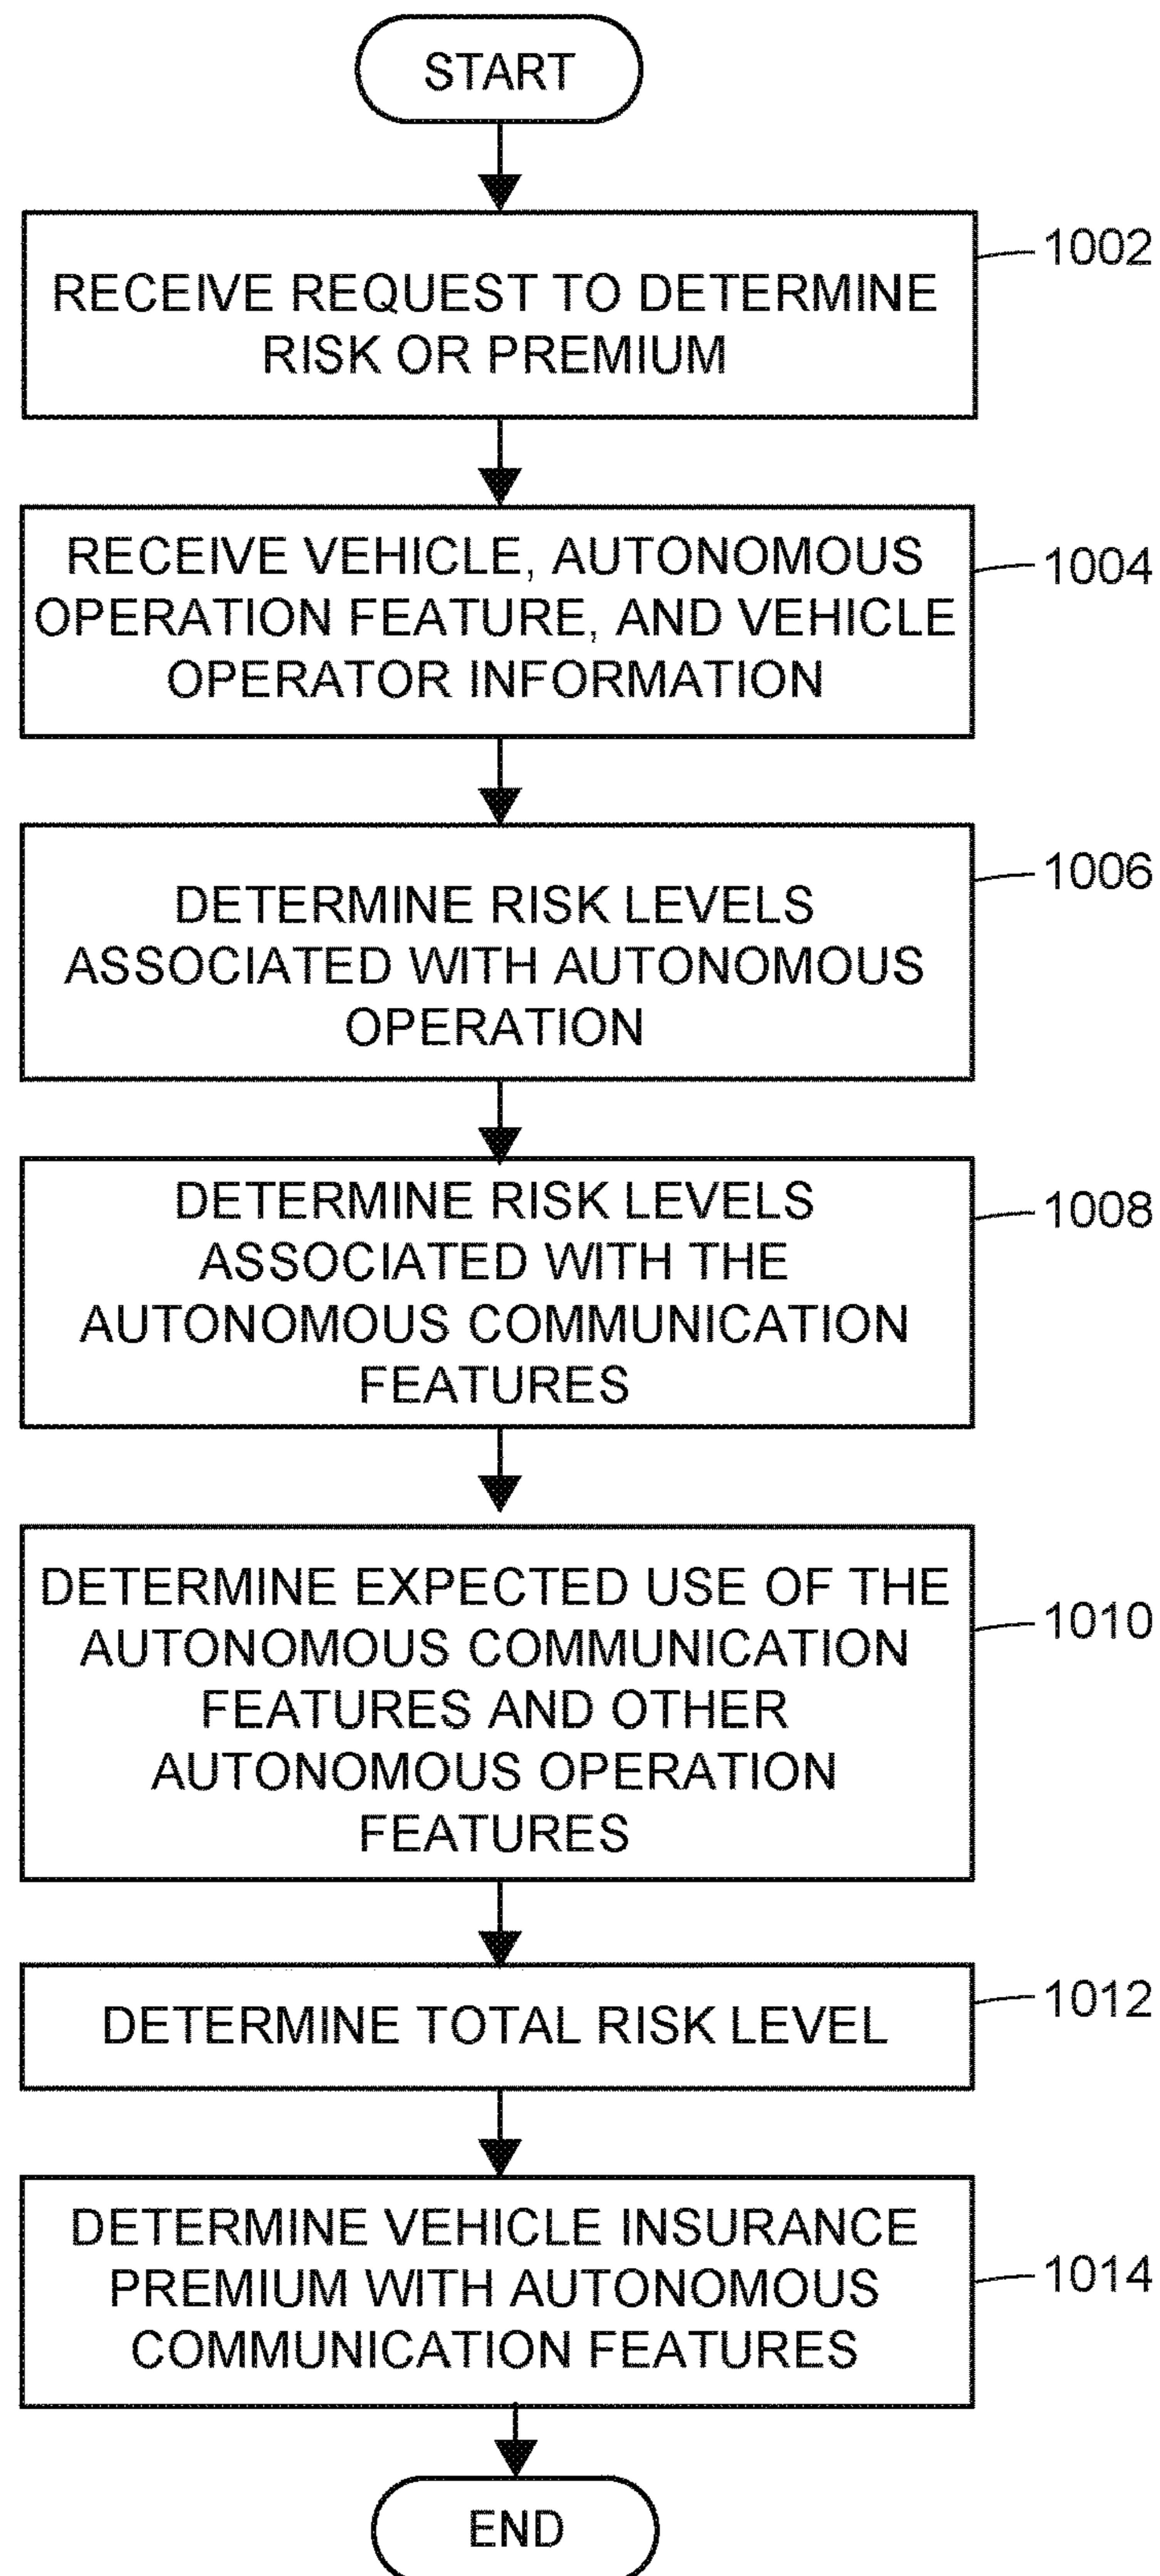 START
1002
RECEIVE REQUEST TO DETERMINE
RISK OR PREMIUM
RECEIVE VEHICLE, AUTONOMOUS
OPERATION FEATURE, AND VEHICLE
OPERATOR INFORMATION
1004
DETERMINE RISK LEVELS
ASSOCIATED WITH AUTONOMOUS
OPERATION
1006
DETERMINE RISK LEVELS
ASSOCIATED WITH THE
AUTONOMOUS COMMUNICATION
FEATURES
1008
DETERMINE EXPECTED USE OF THE
AUTONOMOUS COMMUNICATION
FEATURES AND OTHER
AUTONOMOUS OPERATION
FEATURES
1010
DETERMINE TOTAL RISK LEVEL
1012
DETERMINE VEHICLE INSURANCE
PREMIUM WITH AUTONOMOUS
COMMUNICATION FEATURES
1014
END